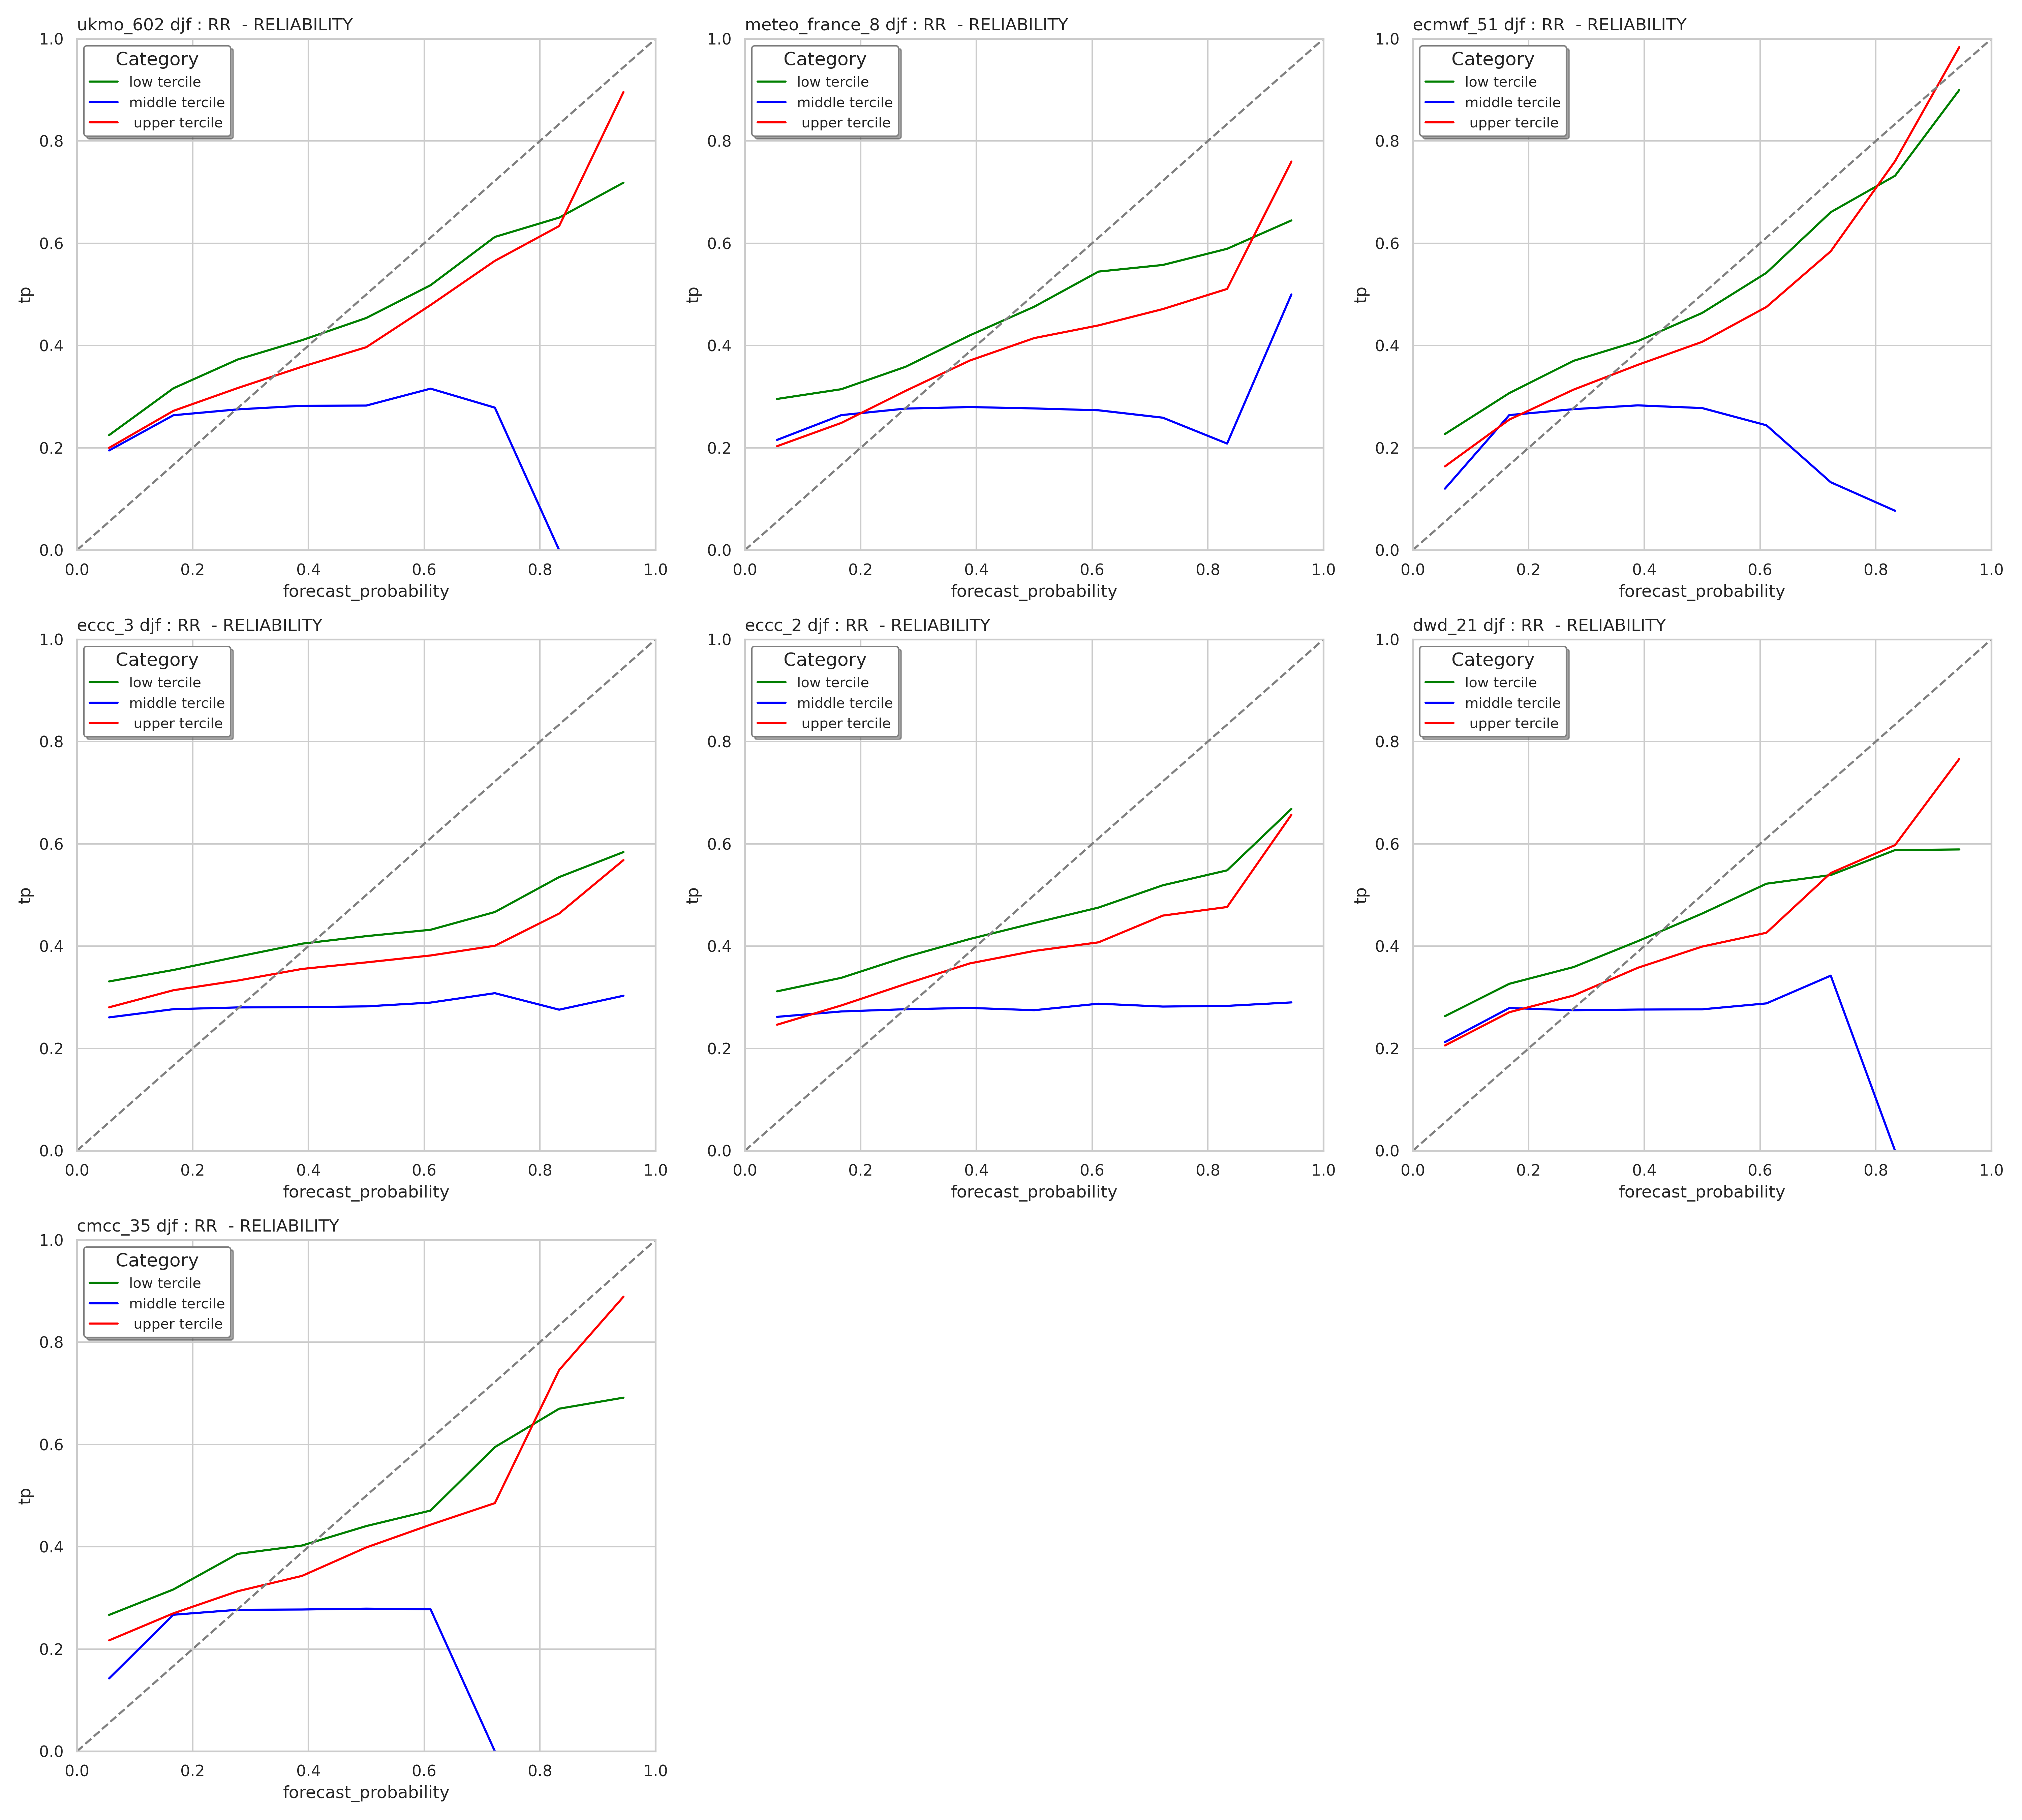 ukmo_602 djf : RR  - RELIABILITY
1.0
0.8
0.6
0.4
0.2
0.0
tp
Category
low tercile
middle tercile
upper tercile
0.0 0.2 0.4 0.6 0.8 1.0
forecast_probability
meteo_france_8 djf : RR  - RELIABILITY
1.0
0.8
0.6
0.4
0.2
0.0
tp
Category
low tercile
middle tercile
upper tercile
0.0 0.2 0.4 0.6 0.8 1.0
forecast_probability
ecmwf_51 djf : RR  - RELIABILITY
1.0
0.8
0.6
0.4
0.2
0.0
tp
Category
low tercile
middle tercile
upper tercile
0.0 0.2 0.4 0.6 0.8 1.0
forecast_probability
eccc_3 djf : RR  - RELIABILITY
1.0
0.8
0.6
0.4
0.2
0.0
tp
Category
low tercile
middle tercile
upper tercile
0.0 0.2 0.4 0.6 0.8 1.0
forecast_probability
eccc_2 djf : RR  - RELIABILITY
1.0
0.8
0.6
0.4
0.2
0.0
tp
Category
low tercile
middle tercile
upper tercile
0.0 0.2 0.4 0.6 0.8 1.0
forecast_probability
dwd_21 djf : RR  - RELIABILITY
1.0
0.8
0.6
0.4
0.2
0.0
tp
Category
low tercile
middle tercile
upper tercile
0.0 0.2 0.4 0.6 0.8 1.0
forecast_probability
cmcc_35 djf : RR  - RELIABILITY
1.0
0.8
0.6
0.4
0.2
0.0
tp
Category
low tercile
middle tercile
upper tercile
0.0 0.2 0.4 0.6 0.8 1.0
forecast_probability